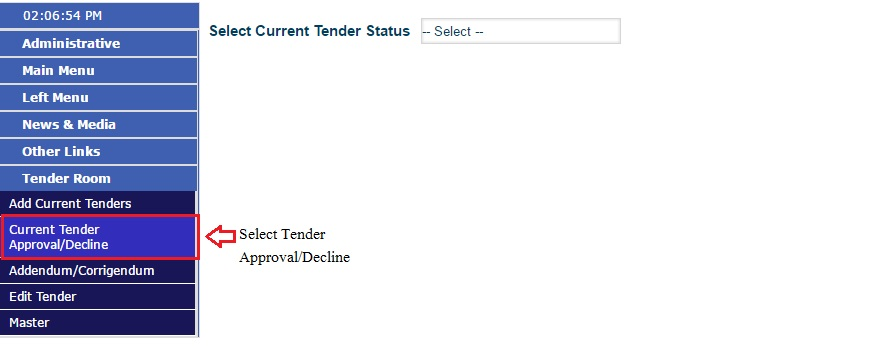 02:06:54 PM
Administrative
Main Menu
Left Menu
News & Media
Other Links
Tender Room
Add Current Tenders
Current Tender
Approval/Decline
Addendum/Corrigendum
Edit Tender
Master
Select Current Tender Status
-- Select --
Select Tender
Approval/Decline